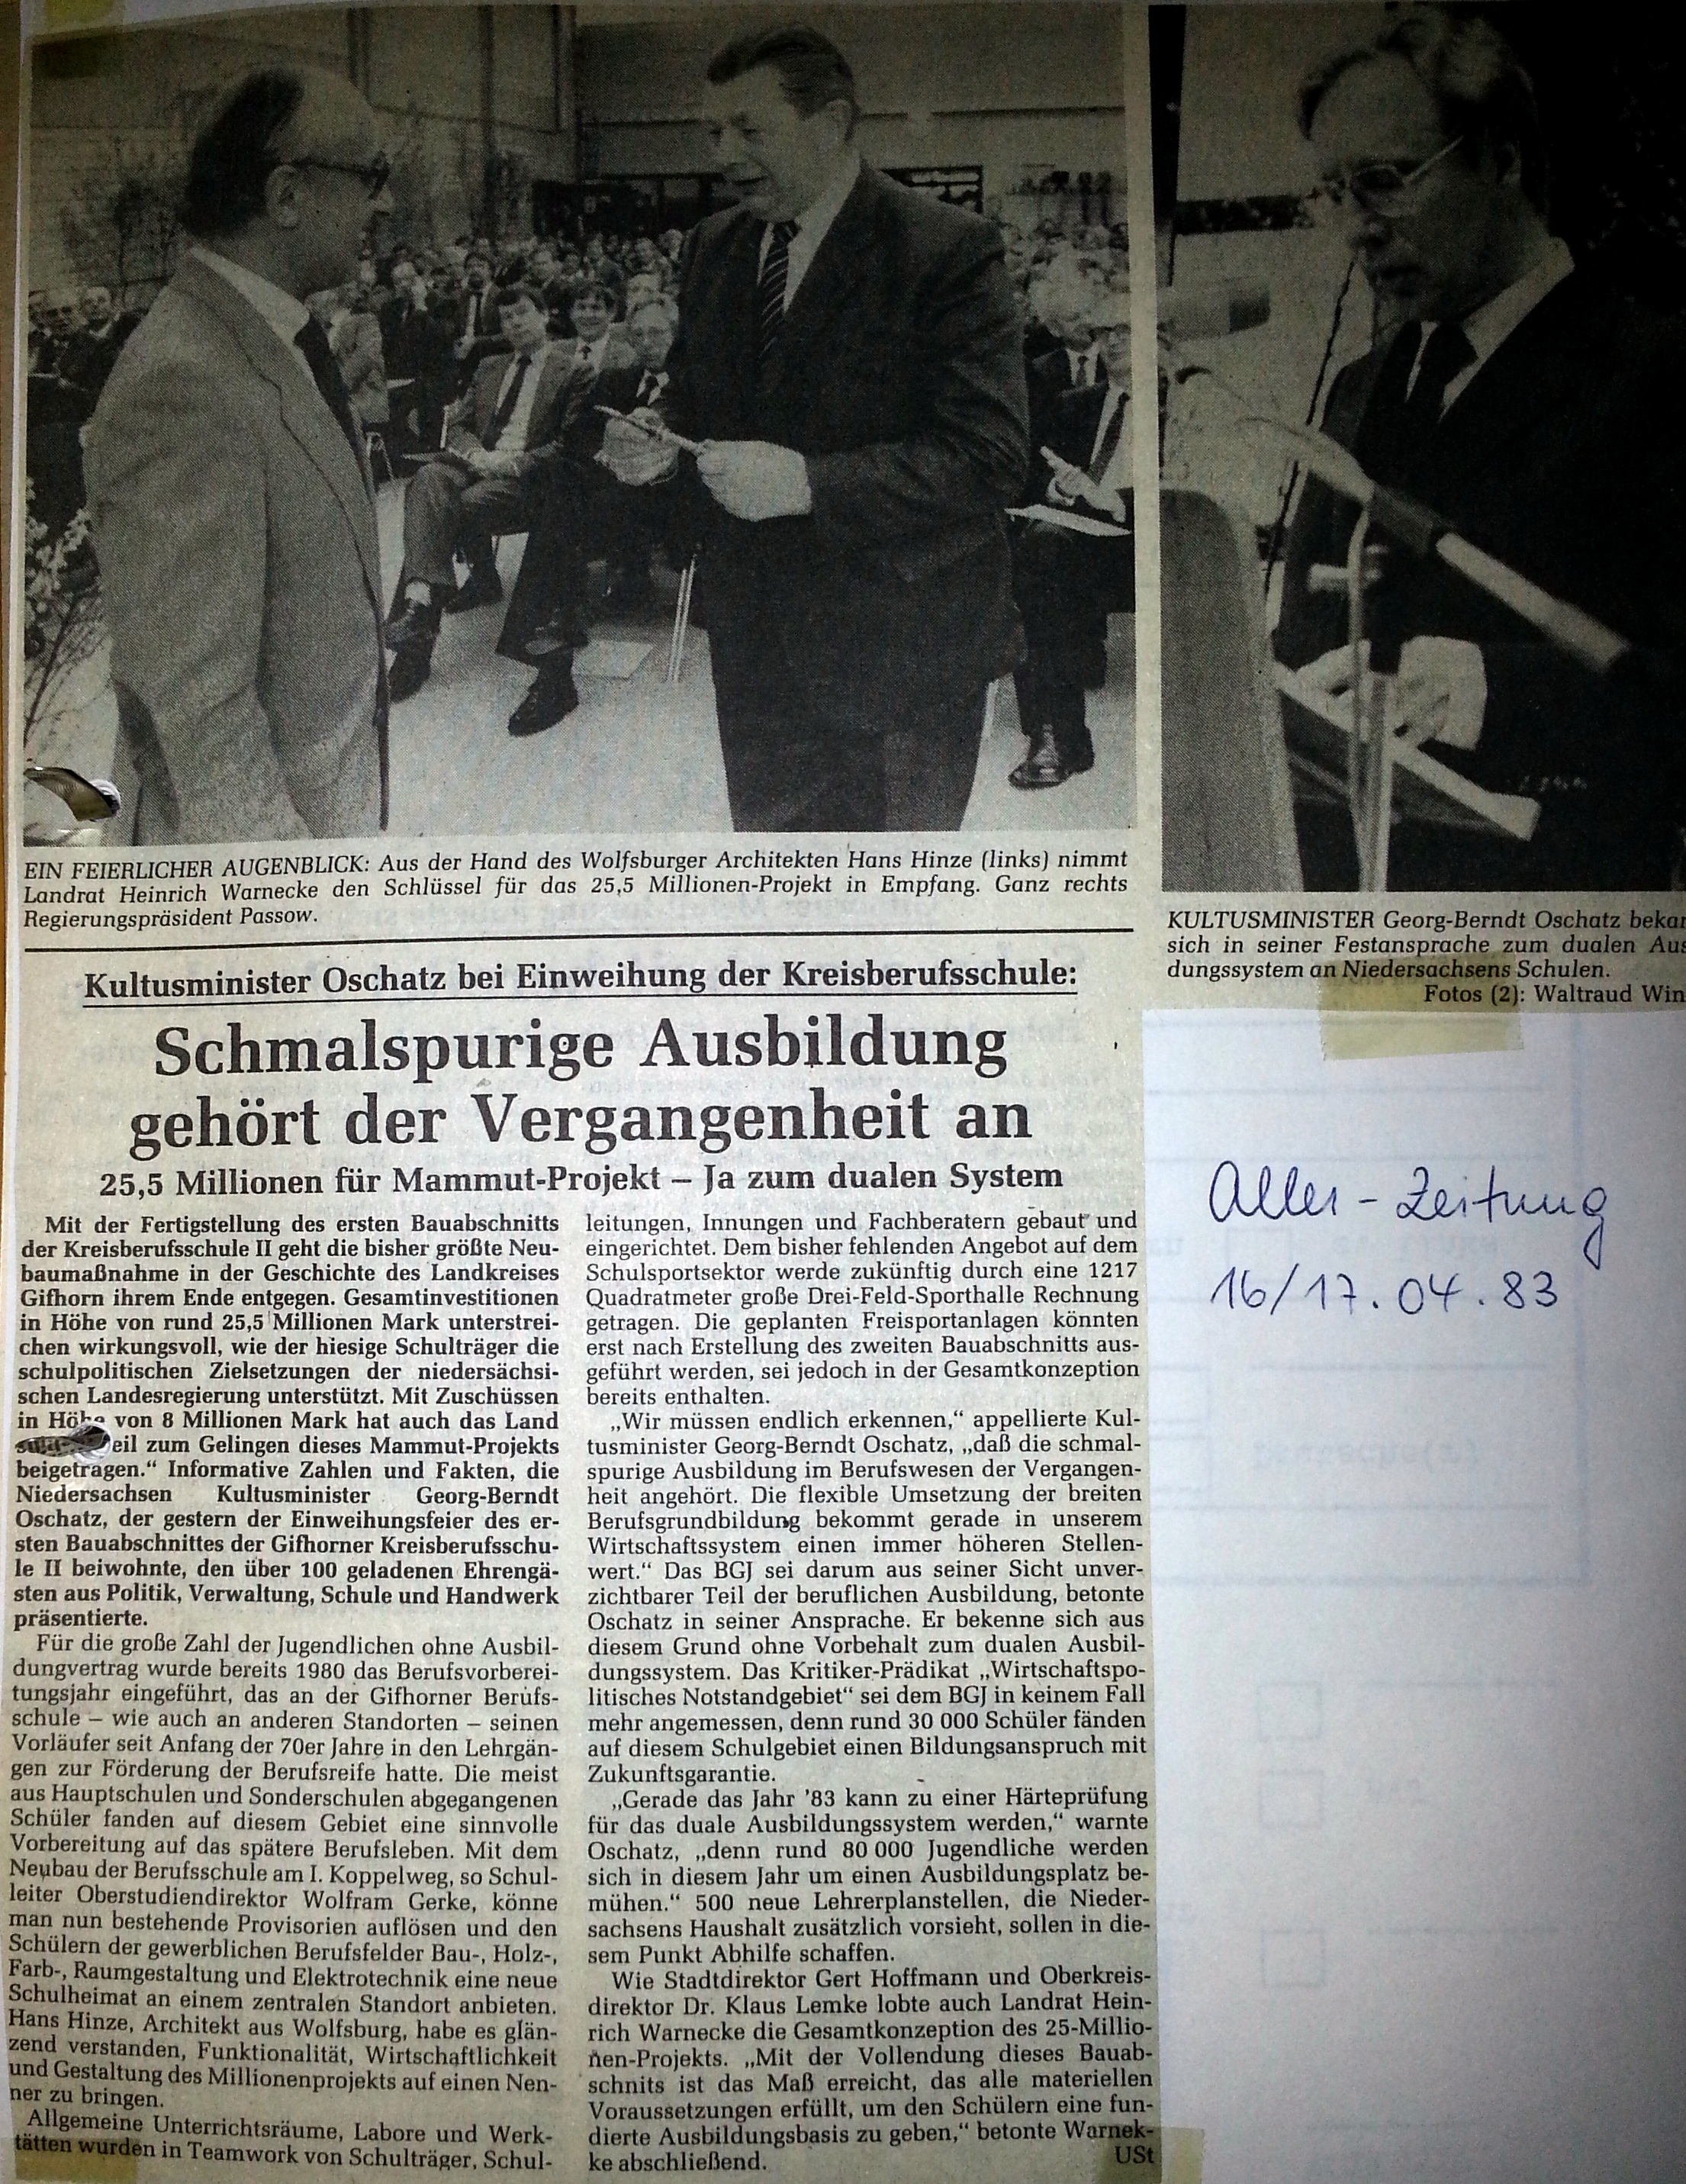 EIN FEIERLICHER AUGENBLICK: Aus der Hand des Wolfsburger Architekten Hans Hinze (links) nimmt
Landrat Heinrich Warnecke den Schlüssel für das 25,5 Millionen-Projekt in Empfang. Ganz rechts
Regierungspräsident Passow.
KULTUSMINISTER Georg-Berndt Oschatz bekan
sich in seiner Festansprache zum dualen Aus
dungssystem an Niedersachsens Schulen.
Fotos (2): Waltraud Win
Kultusminister Oschatz bei Einweihung der Kreisberufsschule:
Schmalspurige Ausbildung
gehört der Vergangenheit an
25,5 Millionen für Mammut-Projekt – Ja zum dualen System
Mit der Fertigstellung des ersten Bauabschnitts
der Kreisberufsschule II geht die bisher größte Neu-
baumaßnahme in der Geschichte des Landkreises
Gifhorn ihrem Ende entgegen. Gesamtinvestitionen
in Höhe von rund 25,5 Millionen Mark unterstrei-
chen wirkungsvoll, wie der hiesige Schulträger die
schulpolitischen Zielsetzungen der niedersächsi-
schen Landesregierung unterstützt. Mit Zuschüssen
in Höhe von 8 Millionen Mark hat auch das Land
eil zum Gelingen dieses Mammut-Projekts
beigetragen.“ Informative Zahlen und Fakten, die
Niedersachsen Kultusminister Georg-Berndt
Oschatz, der gestern der Einweihungsfeier des er-
sten Bauabschnittes der Gifhorner Kreisberufsschu-
le II beiwohnte, den über 100 geladenen Ehrengä-
sten aus Politik, Verwaltung, Schule und Handwerk
präsentierte.
Für die große Zahl der Jugendlichen ohne Ausbil-
dungvertrag wurde bereits 1980 das Berufsvorberei-
tungsjahr eingeführt, das an der Gifhorner Berufs-
schule – wie auch an anderen Standorten – seinen
Vorläufer seit Anfang der 70er Jahre in den Lehrgän-
gen zur Förderung der Berufsreife hatte. Die meist
aus Hauptschulen und Sonderschulen abgegangenen
Schüler fanden auf diesem Gebiet eine sinnvolle
Vorbereitung auf das spätere Berufsleben. Mit dem
Neubau der Berufsschule am I. Koppelweg, so Schul-
leiter Oberstudiendirektor Wolfram Gerke, könne
man nun bestehende Provisorien auflösen und den
Schülern der gewerblichen Berufsfelder Bau-, Holz-,
Farb-, Raumgestaltung und Elektrotechnik eine neue
Schulheimat an einem zentralen Standort anbieten.
Hans Hinze, Architekt aus Wolfsburg, habe es glän-
zend verstanden, Funktionalität, Wirtschaftlichkeit
und Gestaltung des Millionenprojekts auf einen Nen-
ner zu bringen.
Allgemeine Unterrichtsräume, Labore und Werk-
tätten wurden in Teamwork von Schulträger, Schul-
leitungen, Innungen und Fachberatern gebaut und
eingerichtet. Dem bisher fehlenden Angebot auf dem
Schulsportsektor werde zukünftig durch eine 1217
Quadratmeter große Drei-Feld-Sporthalle Rechnung
getragen. Die geplanten Freisportanlagen könnten
erst nach Erstellung des zweiten Bauabschnitts aus-
geführt werden, sei jedoch in der Gesamtkonzeption
bereits enthalten.
„Wir müssen endlich erkennen,“ appellierte Kul-
tusminister Georg-Berndt Oschatz, „daß die schmal-
spurige Ausbildung im Berufswesen der Vergangen-
heit angehört. Die flexible Umsetzung der breiten
Berufsgrundbildung bekommt gerade in unserem
Wirtschaftssystem einen immer höheren Stellen-
wert.“ Das BGJ sei darum aus seiner Sicht unver-
zichtbarer Teil der beruflichen Ausbildung, betonte
Oschatz in seiner Ansprache. Er bekenne sich aus
diesem Grund ohne Vorbehalt zum dualen Ausbil-
dungssystem. Das Kritiker-Prädikat „Wirtschaftspo-
litisches Notstandgebiet“ sei dem BGJ in keinem Fall
mehr angemessen, denn rund 30 000 Schüler fänden
auf diesem Schulgebiet einen Bildungsanspruch mit
Zukunftsgarantie.
„Gerade das Jahr '83 kann zu einer Härteprüfung
für das duale Ausbildungssystem werden,“ warnte
Oschatz, „denn rund 80 000 Jugendliche werden
sich in diesem Jahr um einen Ausbildungsplatz be-
mühen.“ 500 neue Lehrerplanstellen, die Nieder-
sachsens Haushalt zusätzlich vorsieht, sollen in die-
sem Punkt Abhilfe schaffen.
Wie Stadtdirektor Gert Hoffmann und Oberkreis-
direktor Dr. Klaus Lemke lobte auch Landrat Hein-
rich Warnecke die Gesamtkonzeption des 25-Millio-
nen-Projekts. „Mit der Vollendung dieses Bauab-
schnits ist das Maß erreicht, das alle materiellen
Voraussetzungen erfüllt, um den Schülern eine fun-
dierte Ausbildungsbasis zu geben,“ betonte Warnek-
ke abschließend.
USt
Aller-Zeitung
16/17.04.83